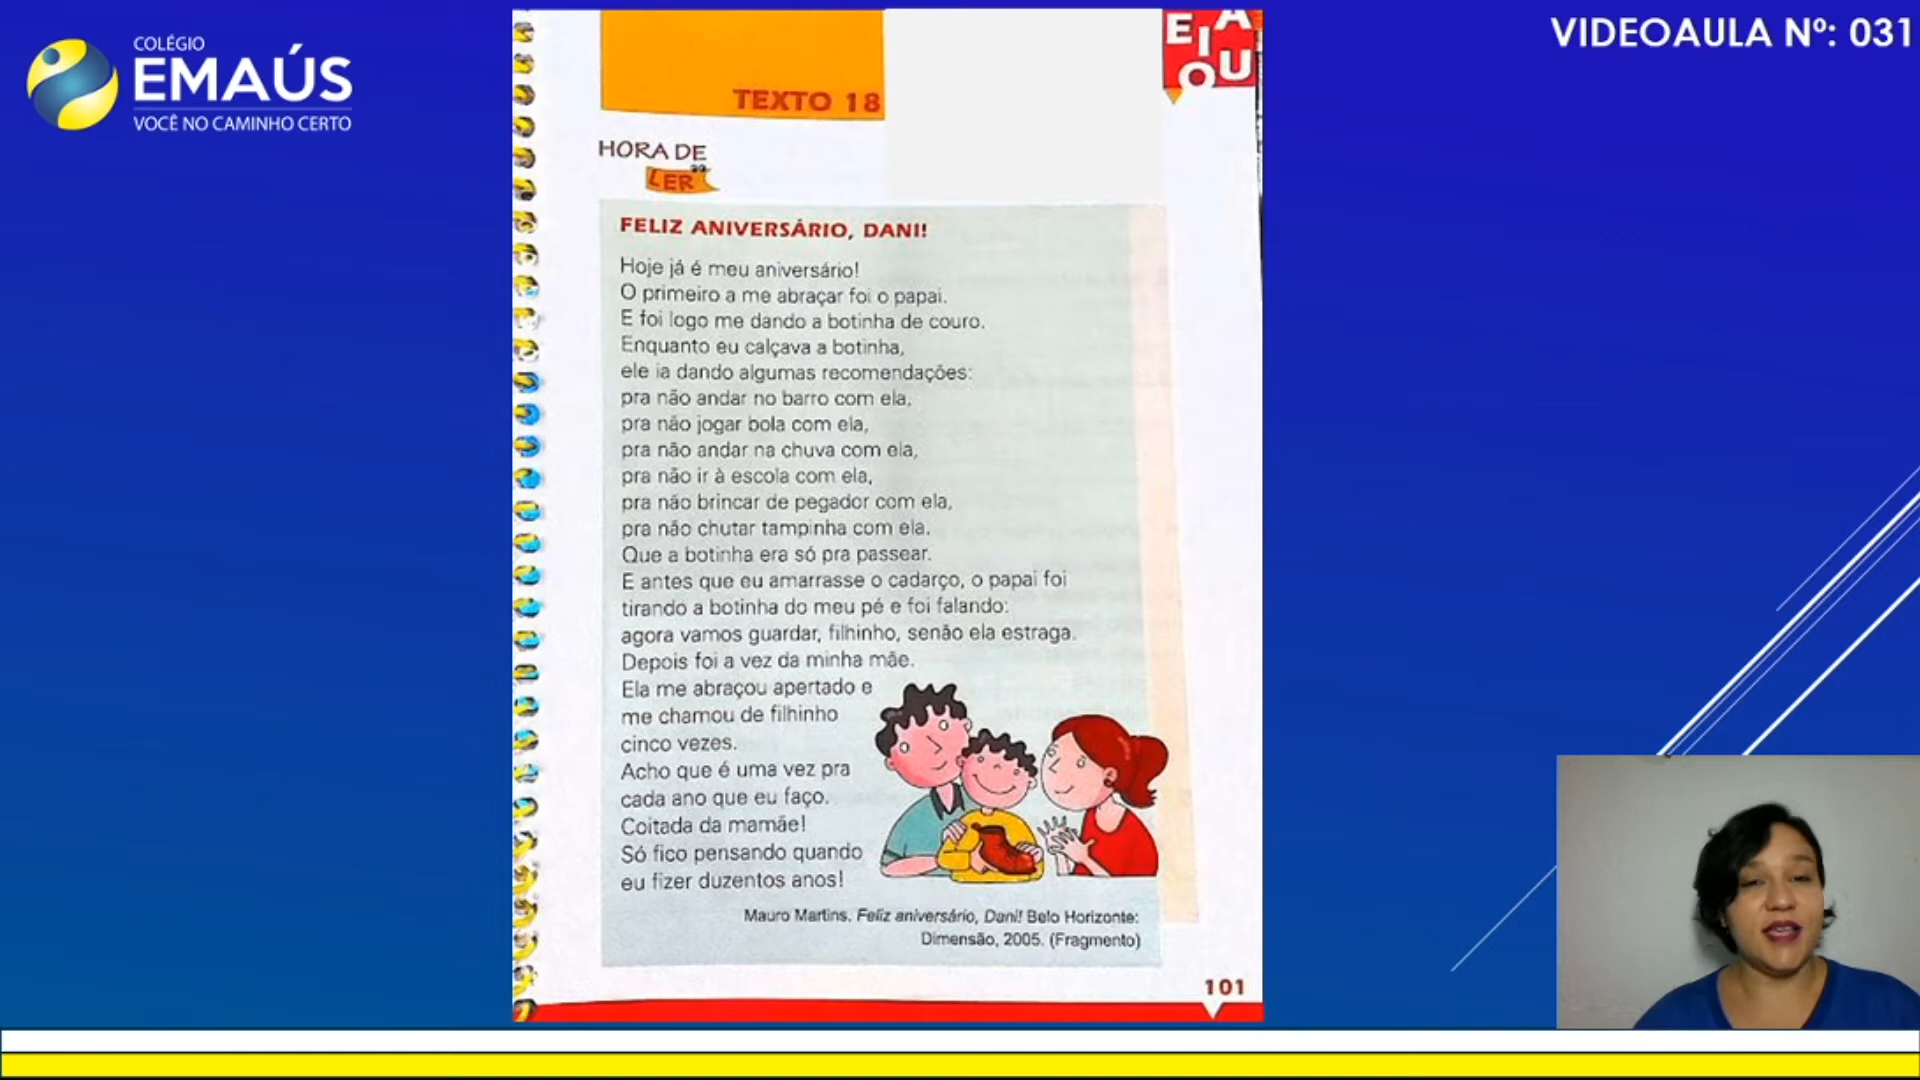 COLÉGIO
EMAÚS
VOCÊ NO CAMINHO CERTO
VIDEOAULA Nº: 031
E I A
O U
TEXTO 18
HORA DE
LER
FELIZ ANIVERSÁRIO, DANI!
Hoje já é meu aniversário!
O primeiro a me abraçar foi o papai.
E foi logo me dando a botinha de couro.
Enquanto eu calçava a botinha,
ele ia dando algumas recomendações:
pra não andar no barro com ela,
pra não jogar bola com ela,
pra não andar na chuva com ela,
pra não ir à escola com ela,
pra não brincar de pegador com ela,
pra não chutar tampinha com ela.
Que a botinha era só pra passear.
E antes que eu amarrasse o cadarço, o papai foi
tirando a botinha do meu pé e foi falando:
agora vamos guardar, filhinho, senão ela estraga.
Depois foi a vez da minha mãe.
Ela me abraçou apertado e
me chamou de filhinho
cinco vezes.
Acho que é uma vez pra
cada ano que eu faço.
Coitada da mamãe!
Só fico pensando quando
eu fizer duzentos anos!
Mauro Martins. Feliz aniversário, Dani! Belo Horizonte:
Dimensão, 2005. (Fragmento)
101